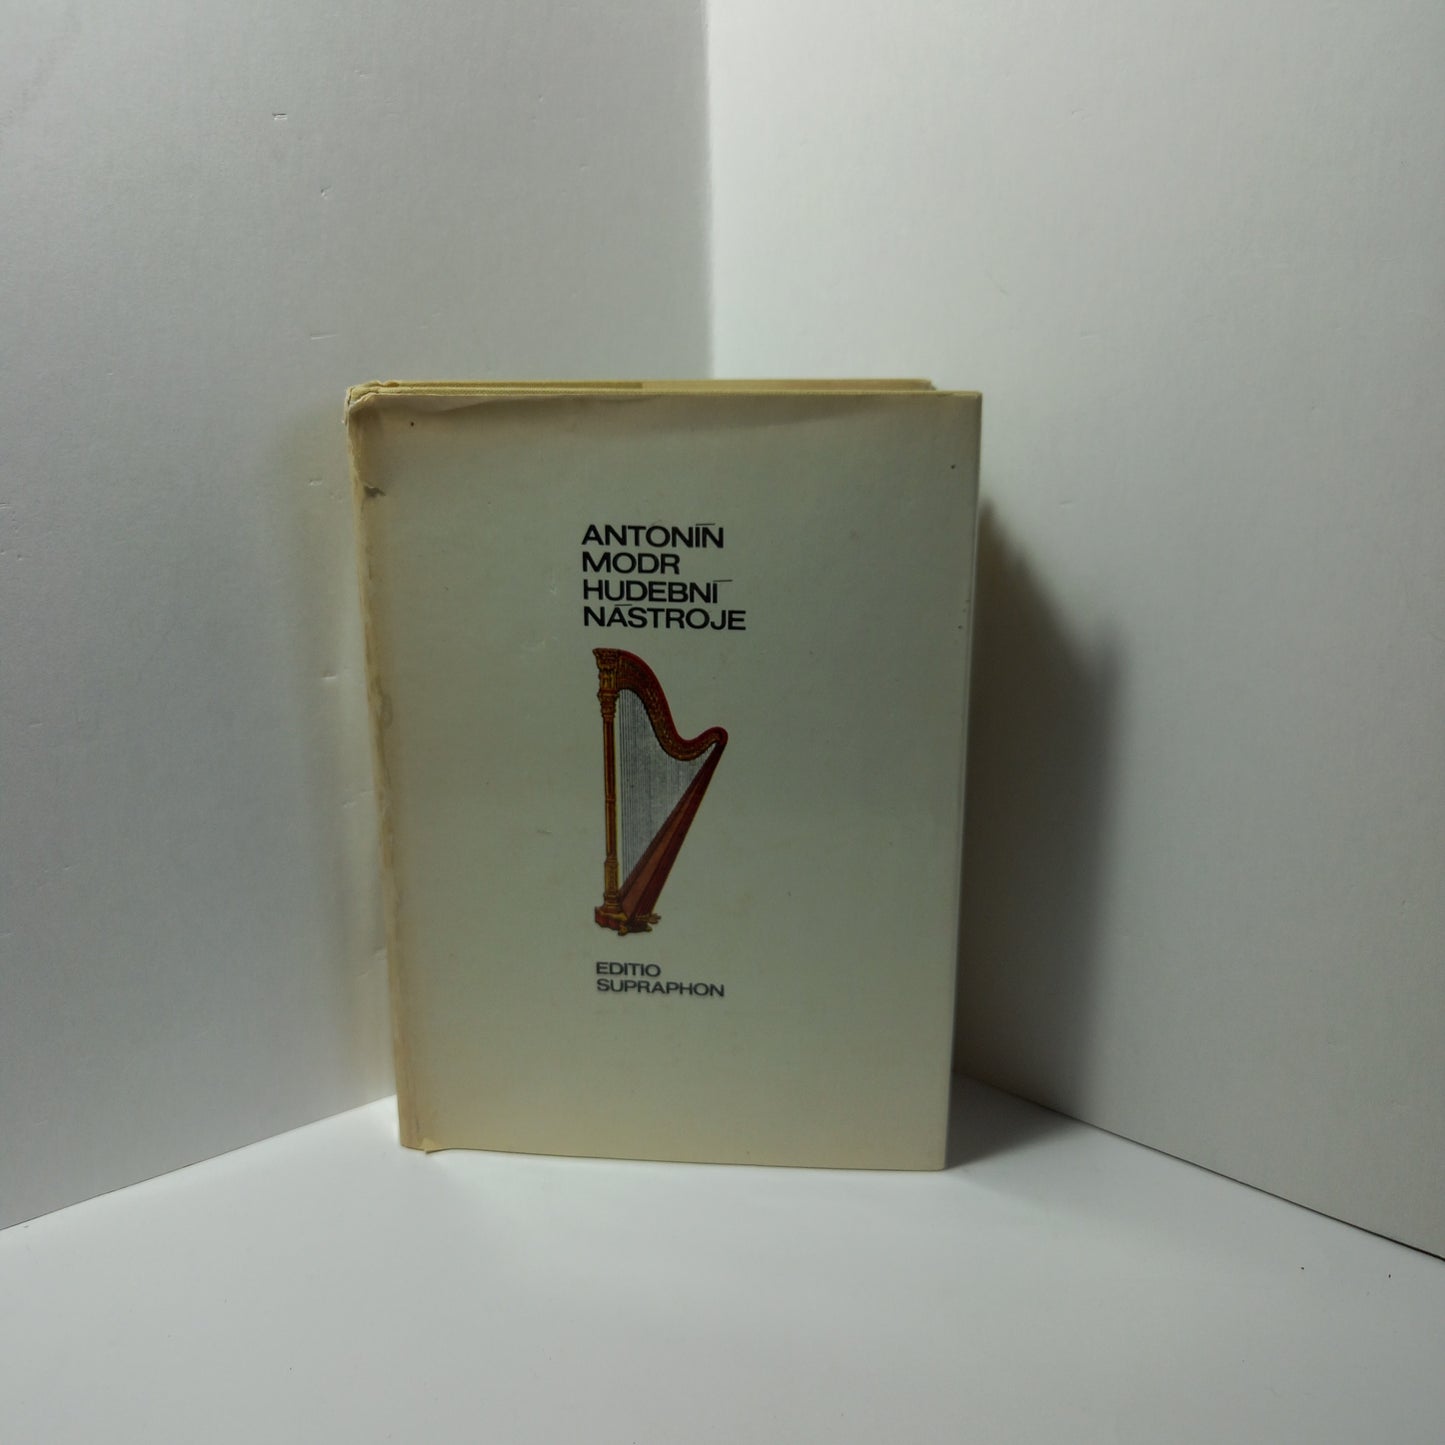 ANTONÍN
MODR
HUDEBNÍ
NÁSTROJE
EDITIO
SUPRAPHON